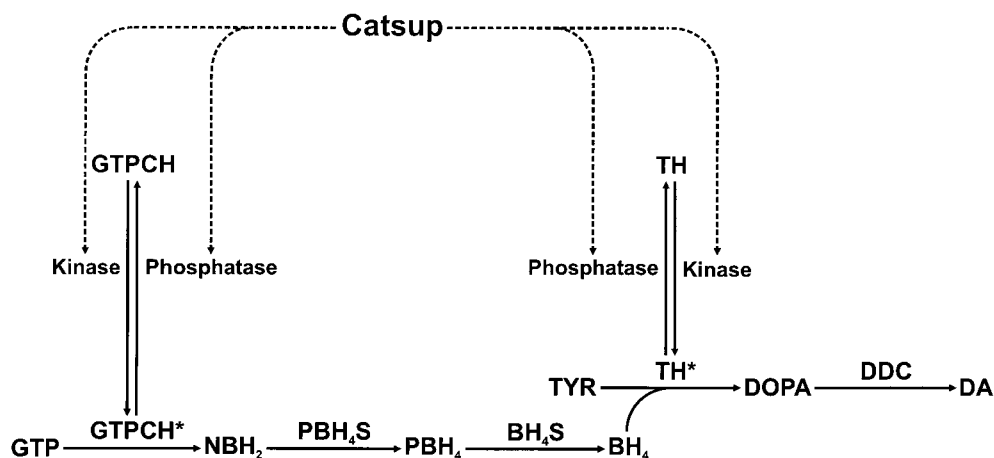 Catsup
GTPCH TH
Kinase Phosphatase Phosphatase Kinase
TYR TH* DOPA DDC DA
GTP GTPCH* NBH₂ PBH₄S PBH₄ BH₄S BH₄